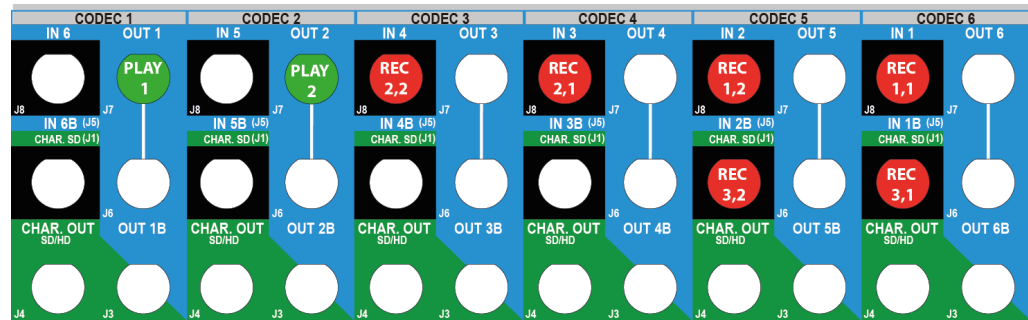 CODEC 1 CODEC 2 CODEC 3 CODEC 4 CODEC 5 CODEC 6
IN 6 OUT 1 IN 5 OUT 2 IN 4 OUT 3 IN 3 OUT 4 IN 2 OUT 5 IN 1 OUT 6
PLAY PLAY REC REC REC REC
1 2 2,2 2,1 1,2 1,1
J8 J7 J8 J7 J8 J7 J8 J7 J8 J7 J8 J7
IN 6B (J5) IN 5B (J5) IN 4B (J5) IN 3B (J5) IN 2B (J5) IN 1B (J5)
CHAR. SD (J1) CHAR. SD (J1) CHAR. SD (J1) CHAR. SD (J1) CHAR. SD (J1) CHAR. SD (J1)
REC REC
3,2 3,1
J6 J6 J6 J6 J6 J6
CHAR. OUT OUT 1B CHAR. OUT OUT 2B CHAR. OUT OUT 3B CHAR. OUT OUT 4B CHAR. OUT OUT 5B CHAR. OUT OUT 6B
SD/HD SD/HD SD/HD SD/HD SD/HD SD/HD
J4 J3 J4 J3 J4 J3 J4 J3 J4 J3 J4 J3